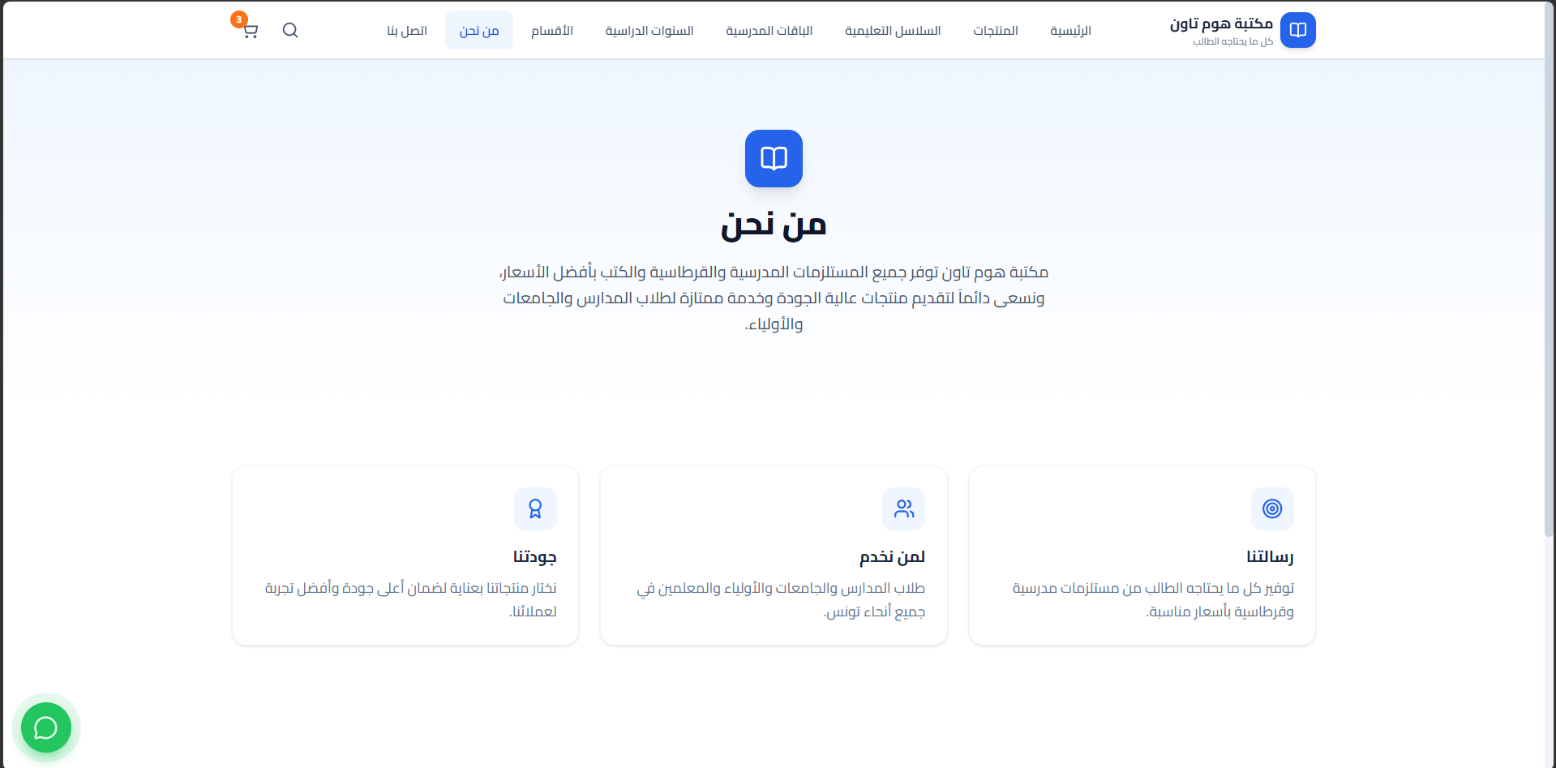 مكتبة هوم تاون
كل ما يحتاجه الطالب
الرئيسية
المنتجات
السلاسل التعليمية
الباقات المدرسية
السنوات الدراسية
الأقسام
من نحن
اتصل بنا
3
من نحن
مكتبة هوم تاون توفر جميع المستلزمات المدرسية والقرطاسية والكتب بأفضل الأسعار،
ونسعى دائماً لتقديم منتجات عالية الجودة وخدمة ممتازة لطلاب المدارس والجامعات
والأولياء.
رسالتنا
توفير كل ما يحتاجه الطالب من مستلزمات مدرسية
وقرطاسية بأسعار مناسبة.
لمن نخدم
طلاب المدارس والجامعات والأولياء والمعلمين في
جميع أنحاء تونس.
جودتنا
نختار منتجاتنا بعناية لضمان أعلى جودة وأفضل تجربة
لعملائنا.